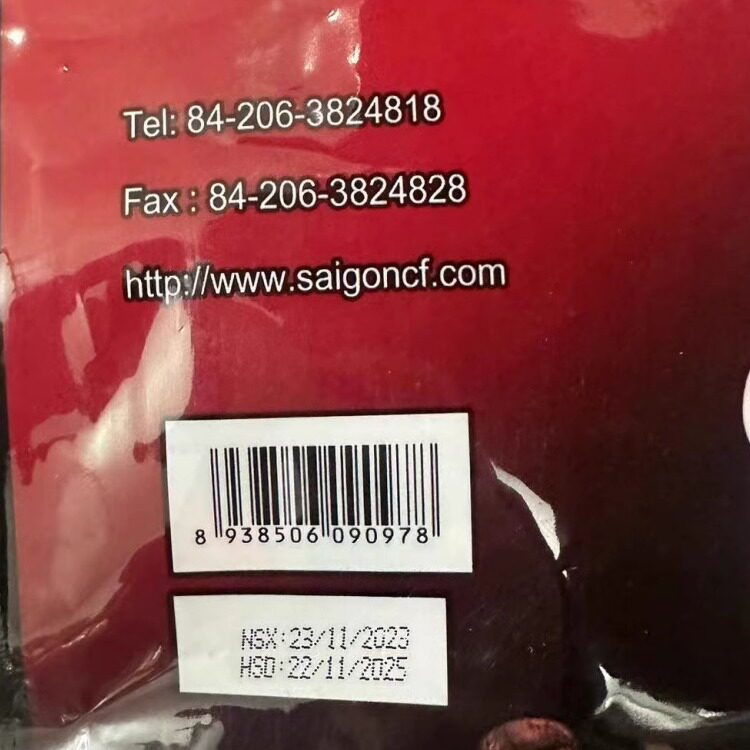 Tel: 84-206-3824818
Fax : 84-206-3824828
http://www.saigoncf.com
8 938506 090978
NSX:23/11/2023
HSD:22/11/2025